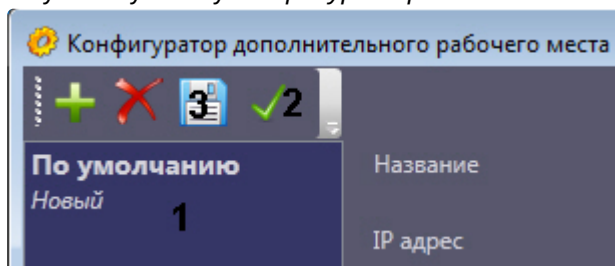 Конфигуратор дополнительного рабочего места
3
2
По умолчанию
Название
Новый
1
IP адрес